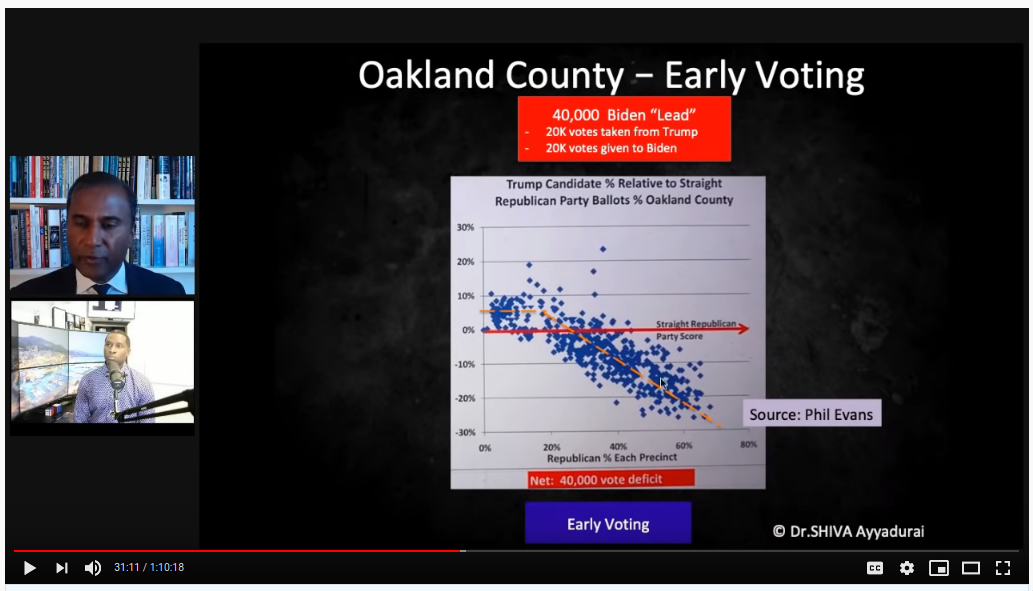 Oakland County – Early Voting
40,000 Biden “Lead”
- 20K votes taken from Trump
- 20K votes given to Biden
Trump Candidate % Relative to Straight
Republican Party Ballots % Oakland County
30%
20%
10%
0%
-10%
-20%
-30%
Straight Republican
Party Score
0% 20% 40% 60% 80%
Republican % Each Precinct
Net: 40,000 vote deficit
Source: Phil Evans
Early Voting
© Dr.SHIVA Ayyadurai
31:11 / 1:10:18
CC